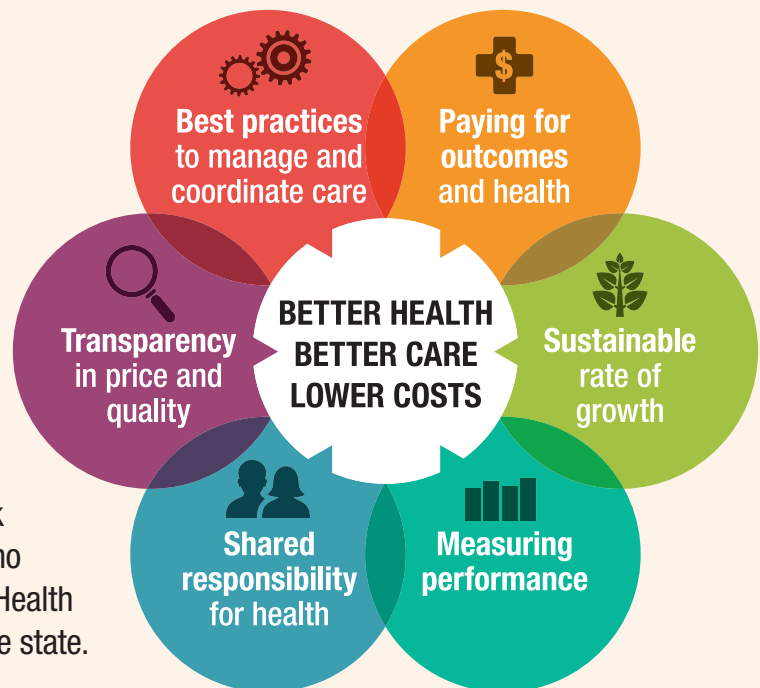 Best practices
to manage and
coordinate care
$
Paying for
outcomes
and health
Transparency
in price and
quality
BETTER HEALTH
BETTER CARE
LOWER COSTS
Sustainable
rate of
growth
Shared
responsibility
for health
Measuring
performance
Health
e state.